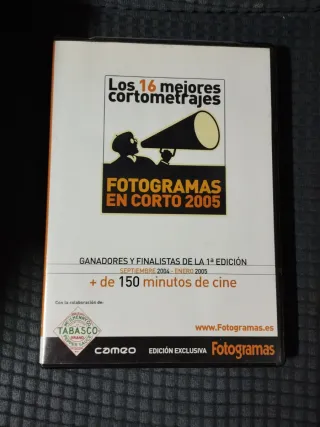 Los 16 mejores
cortometrajes
FOTOGRAMAS
EN CORTO 2005
GANADORES Y FINALISTAS DE LA 1ª EDICIÓN
SEPTIEMBRE 2004 - ENERO 2005
+ de 150 minutos de cine
Con la colaboración de:
TABASCO
www.Fotogramas.es
cameo
EDICIÓN EXCLUSIVA
Fotogramas